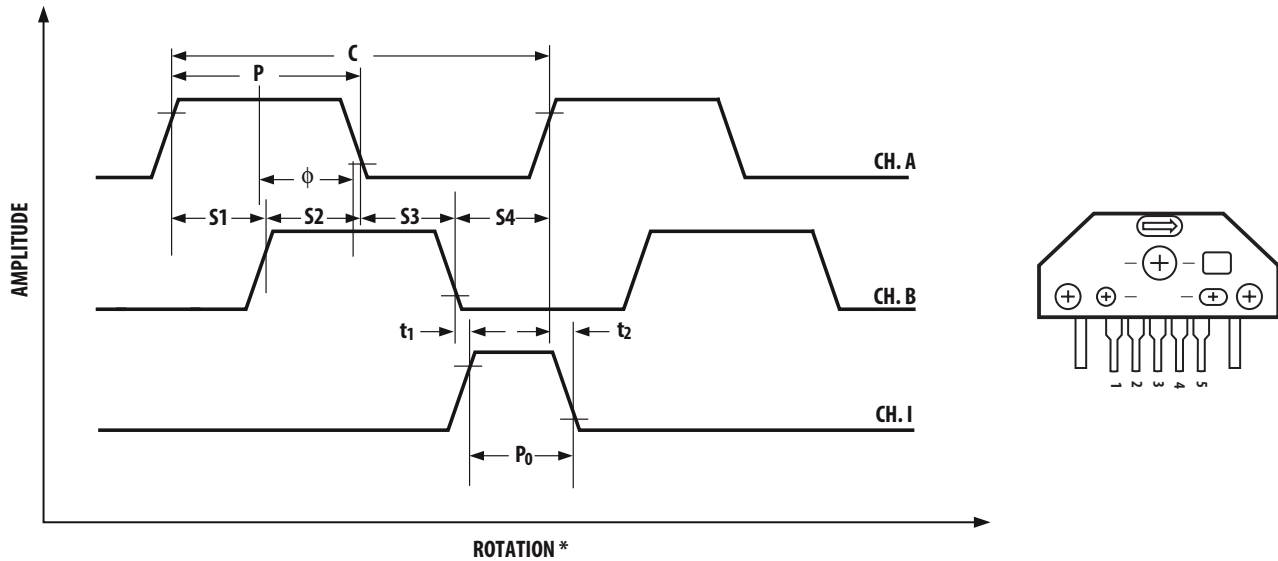 C
P
CH. A
ϕ
S1 S2 S3 S4
AMPLITUDE
CH. B
t1 t2
CH. I
P0
ROTATION *
1 2 3 4 5